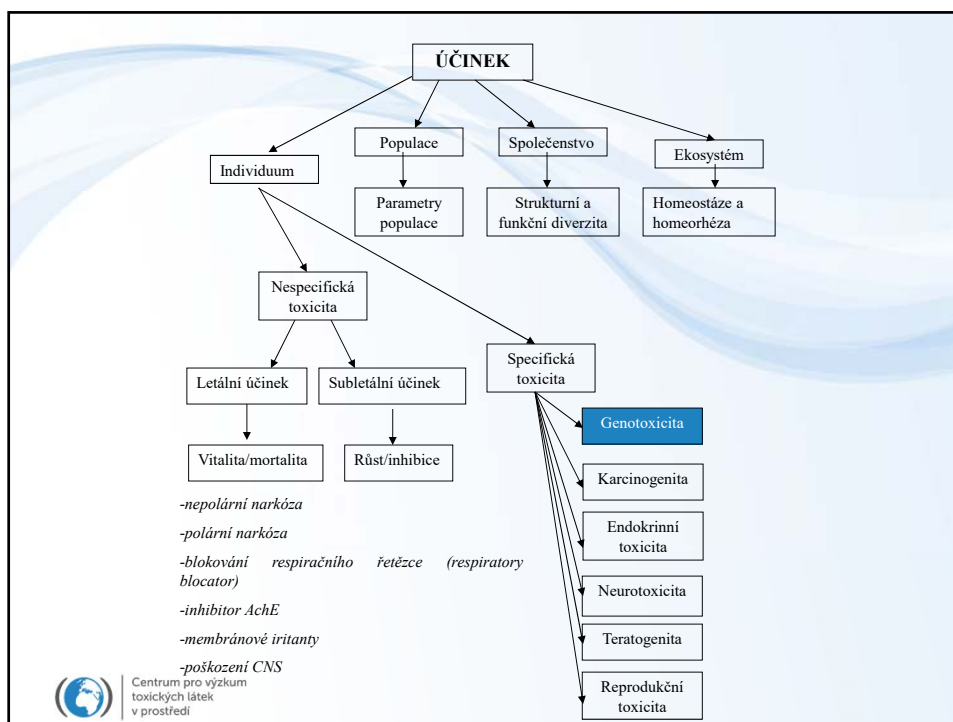 ÚČINEK
Populace
Společenstvo
Ekosystém
Individuum
Parametry
populace
Strukturní a
funkční diverzita
Homeostáze a
homeorhéza
Nespecifická
toxicita
Specifická
toxicita
Letální účinek
Subletální účinek
Genotoxicita
Vitalita/mortalita
Růst/inhibice
Karcinogenita
-nepolární narkóza
-polární narkóza
Endokrinní
toxicita
-blokování respiračního řetězce (respiratory
blocator)
Neurotoxicita
-inhibitor AchE
-membránové iritanty
Teratogenita
-poškození CNS
Reprodukční
toxicita
Centrum pro výzkum
toxických látek
v prostředí